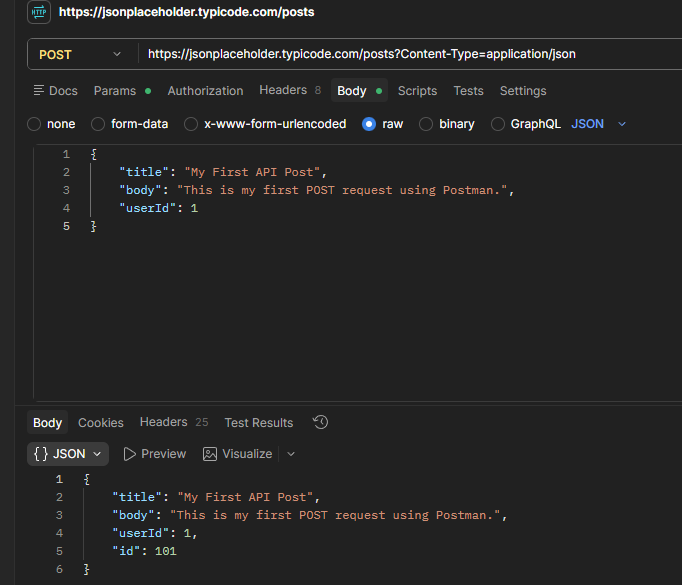 HTTP https://jsonplaceholder.typicode.com/posts
POST https://jsonplaceholder.typicode.com/posts?Content-Type=application/json
Docs Params Authorization Headers 8 Body Scripts Tests Settings
none form-data x-www-form-urlencoded raw binary GraphQL JSON
1 {
2 "title": "My First API Post",
3 "body": "This is my first POST request using Postman.",
4 "userId": 1
5 }
Body Cookies Headers 25 Test Results
{} JSON Preview Visualize
1 {
2 "title": "My First API Post",
3 "body": "This is my first POST request using Postman.",
4 "userId": 1,
5 "id": 101
6 }